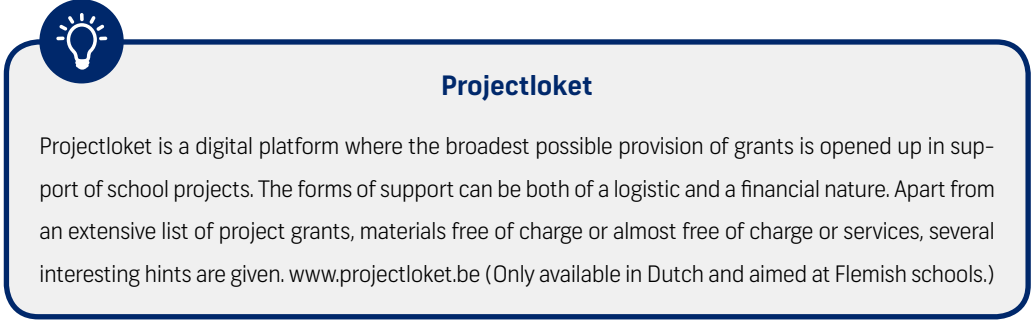 Projectloket
Projectloket is a digital platform where the broadest possible provision of grants is opened up in sup-
port of school projects. The forms of support can be both of a logistic and a financial nature. Apart from
an extensive list of project grants, materials free of charge or almost free of charge or services, several
interesting hints are given. www.projectloket.be (Only available in Dutch and aimed at Flemish schools.)